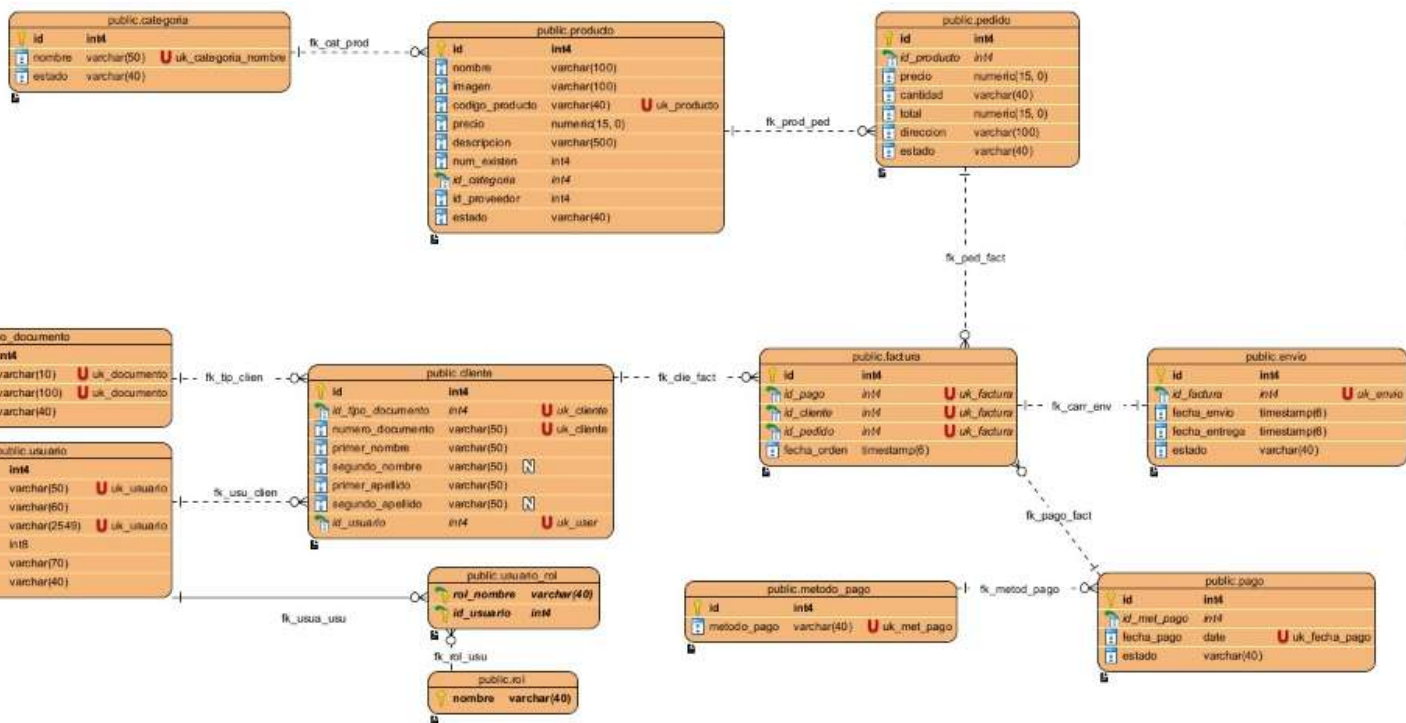 public.categoria
id int4
nombre varchar(50) U uk_categoria_nombre
estado varchar(40)
fk_cat_prod
public.producto
id int4
nombre varchar(100)
imagen varchar(100)
codigo_producto varchar(40) U uk_producto
precio numeric(15, 0)
descripcion varchar(500)
num_existen int4
id_categoria int4
id_proveedor int4
estado varchar(40)
fk_prod_ped
public.pedido
id int4
id_producto int4
precio numeric(15, 0)
cantidad varchar(40)
total numeric(15, 0)
direccion varchar(100)
estado varchar(40)
fk_ped_fact
o_documento
int4
varchar(10) U uk_documento
varchar(100) U uk_documento
varchar(40)
fk_tip_clien
public.usuario
int4
varchar(50) U uk_usuario
varchar(60)
varchar(2549) U uk_usuario
int8
varchar(70)
varchar(40)
fk_usu_clien
public.cliente
id int4
id_tipo_documento int4 U uk_cliente
numero_documento varchar(50) U uk_cliente
primer_nombre varchar(50)
segundo_nombre varchar(50) N
primer_apellido varchar(50)
segundo_apellido varchar(50) N
id_usuario int4 U uk_user
fk_clie_fact
public.factura
id int4
id_pago int4 U uk_factura
id_cliente int4 U uk_factura
id_pedido int4 U uk_factura
fecha_orden timestamp(6)
fk_carr_env
public.envio
id int4
id_factura int4 U uk_envio
fecha_envio timestamp(6)
fecha_entrega timestamp(6)
estado varchar(40)
fk_pago_fact
fk_usua_usu
public.usuario_rol
rol_nombre varchar(40)
id_usuario int4
fk_rol_usu
public.rol
nombre varchar(40)
public.metodo_pago
id int4
metodo_pago varchar(40) U uk_met_pago
fk_metod_pago
public.pago
id int4
id_met_pago int4
fecha_pago date U uk_fecha_pago
estado varchar(40)